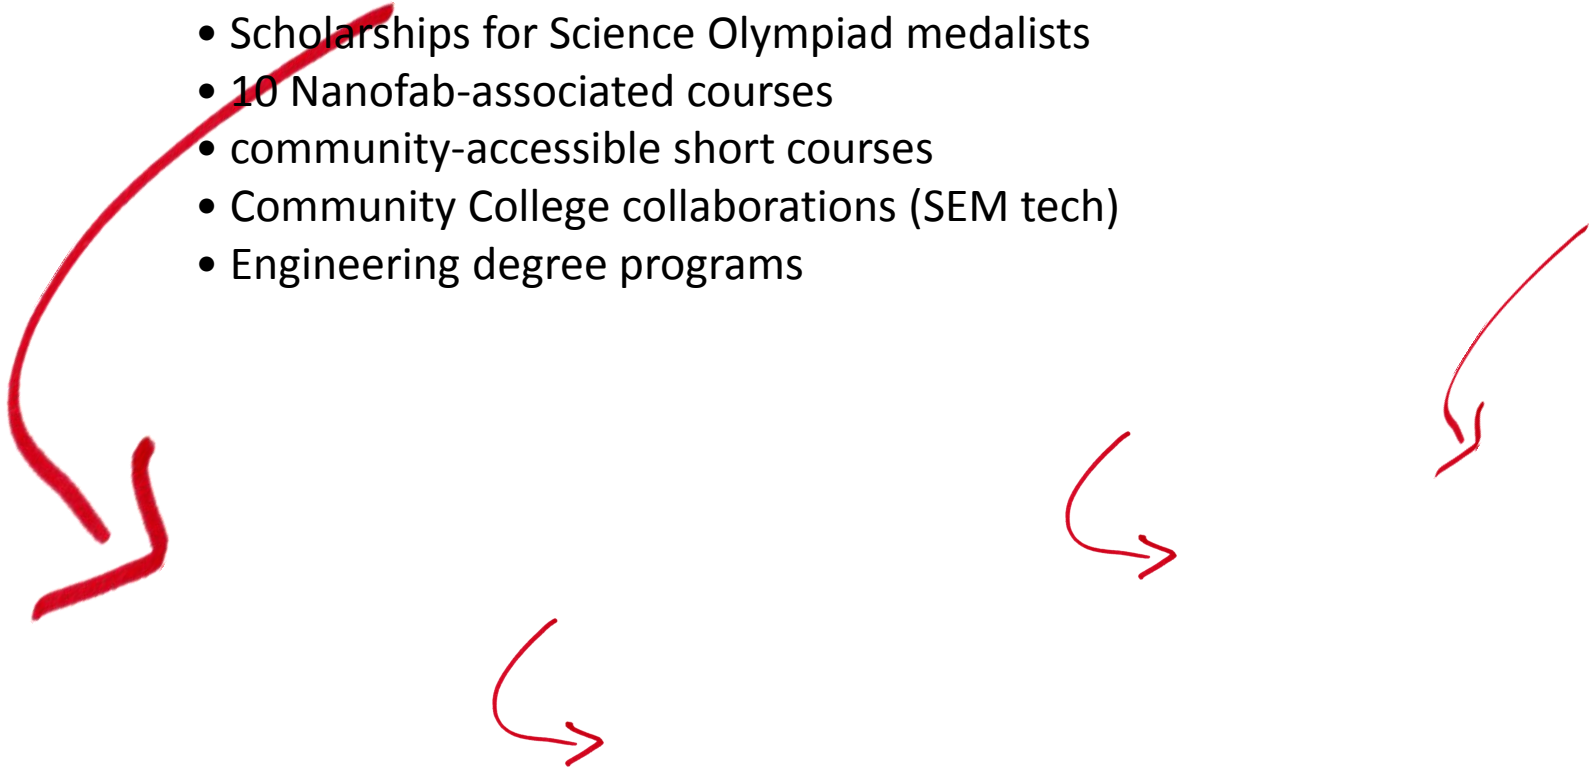 • Scholarships for Science Olympiad medalists
• 10 Nanofab-associated courses
• community-accessible short courses
• Community College collaborations (SEM tech)
• Engineering degree programs